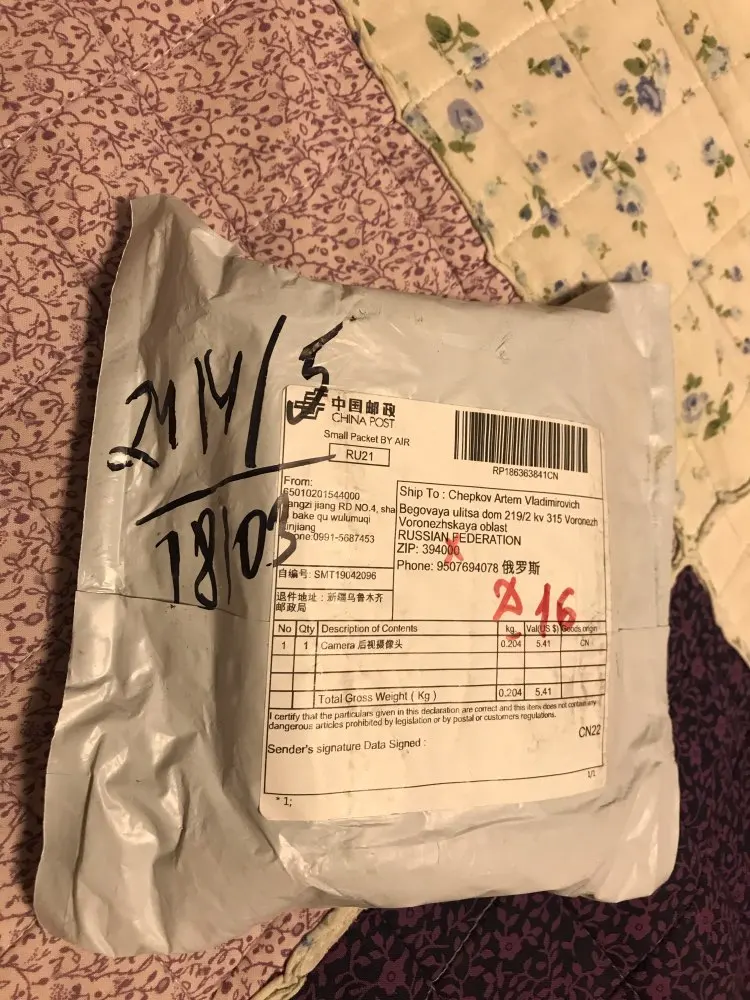 2414/5
18/03
中国邮政
CHINA POST
Small Packet BY AIR
RU21
RP186363841CN
From:
65010201544000
angzi jiang RD NO.4, sha
bake qu wulumuqi
injiang
one:0991-5687453
自编号: SMT19042096
退件地址: 新疆乌鲁木齐
邮政局
Ship To : Chepkov Artem Vladimirovich
Begovaya ulitsa dom 219/2 kv 315 Voronezh
Voronezhskaya oblast
RUSSIAN FEDERATION
ZIP: 394000
Phone: 9507694078 俄罗斯
16
No Qty Description of Contents kg Val(US $) Goods origin
1 1 Camera 后视摄像头 0.204 5.41 CN
Total Gross Weight ( Kg ) 0.204 5.41
I certify that the particulars given in this declaration are correct and this item does not contain any
dangerous articles prohibited by legislation or by postal or customs regulations.
CN22
Sender's signature Data Signed :
1/1
* 1;